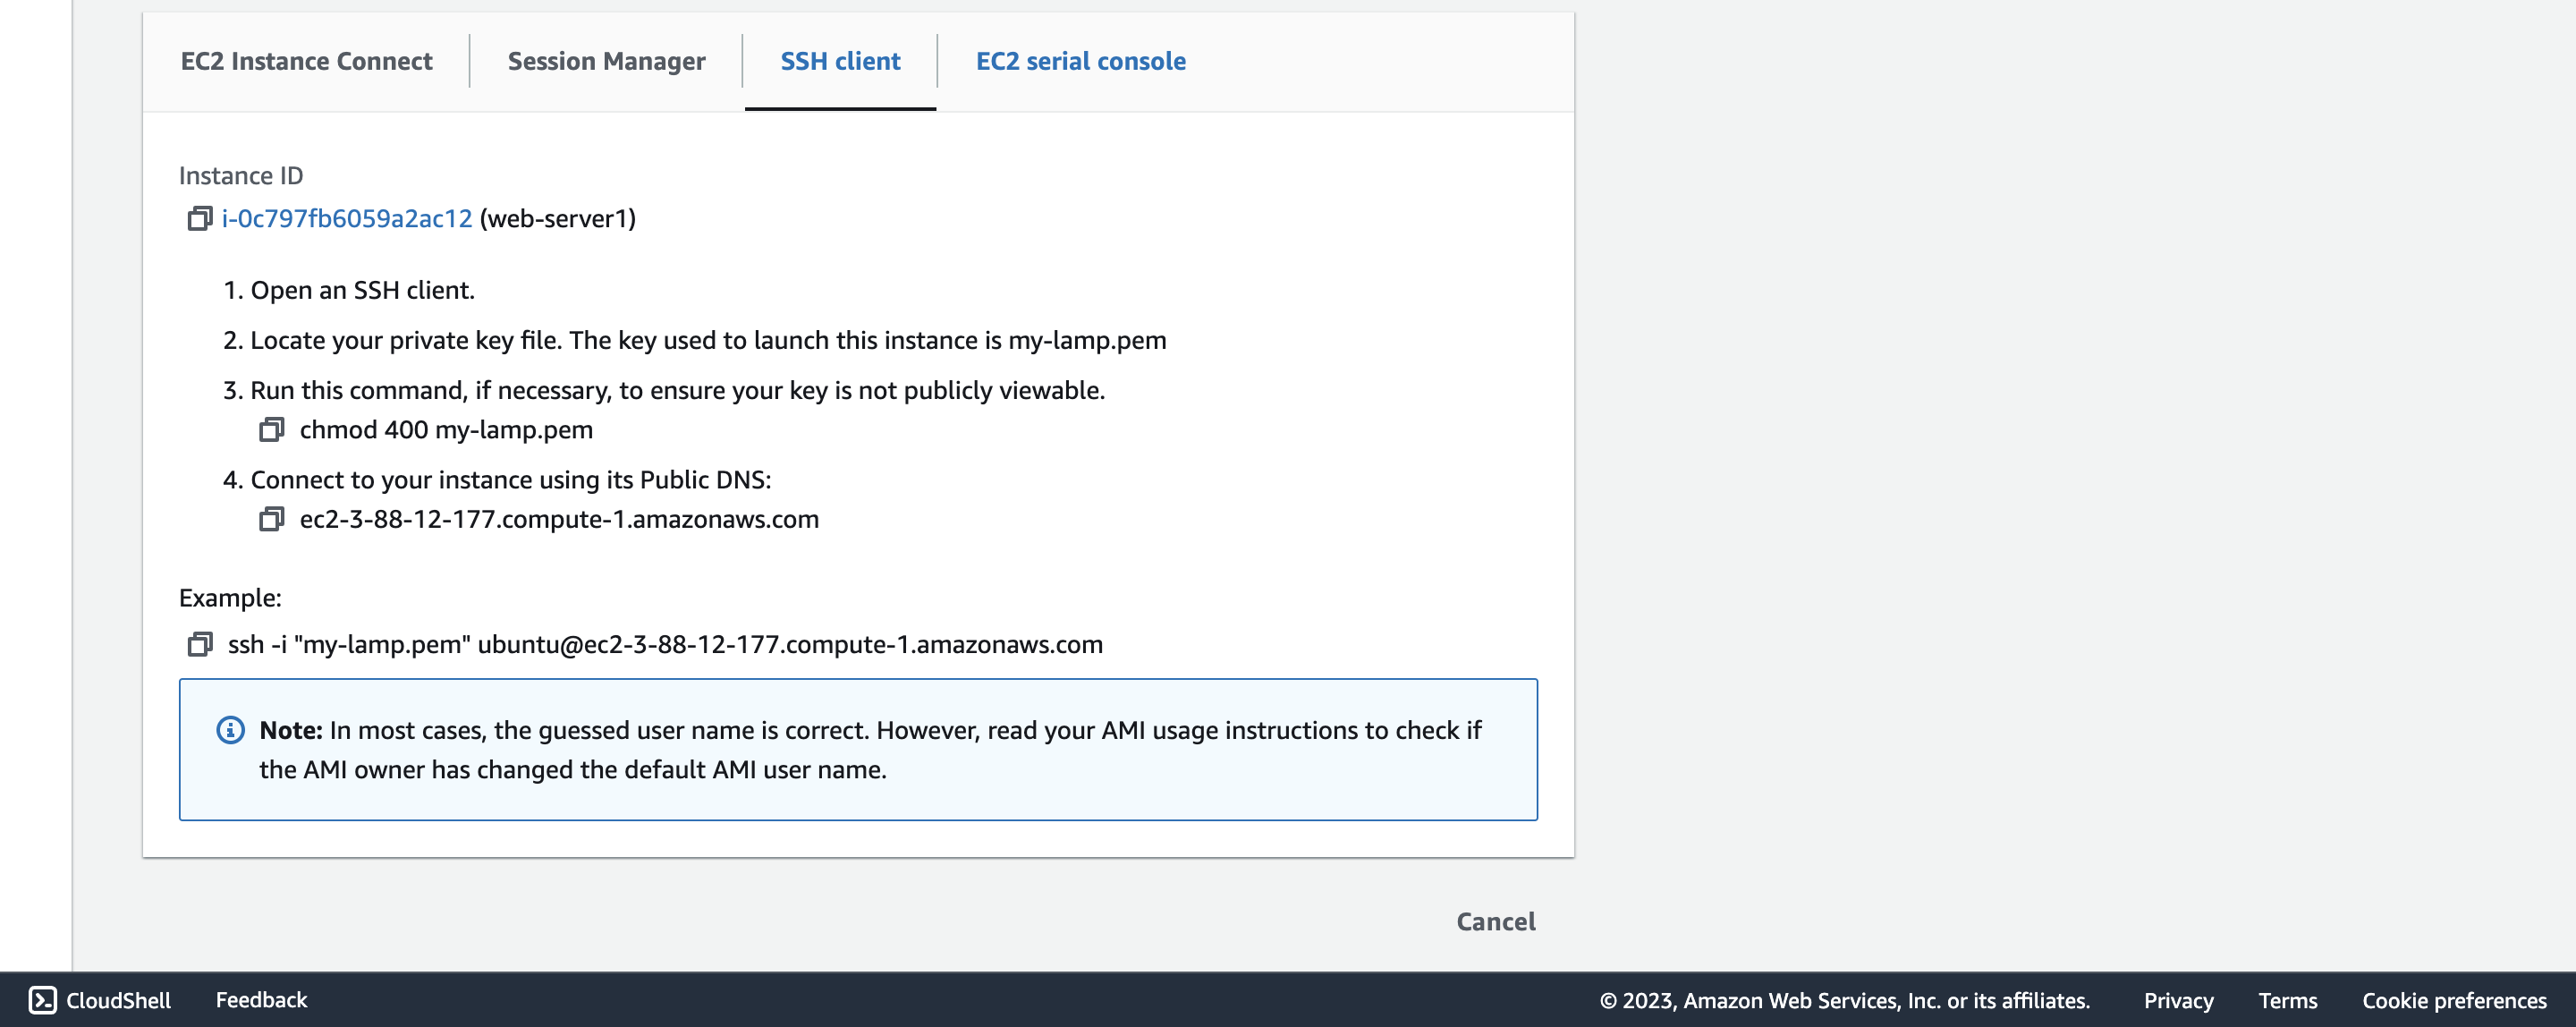 EC2 Instance Connect
Session Manager
SSH client
EC2 serial console
Instance ID
i-0c797fb6059a2ac12 (web-server1)
1. Open an SSH client.
2. Locate your private key file. The key used to launch this instance is my-lamp.pem
3. Run this command, if necessary, to ensure your key is not publicly viewable.
chmod 400 my-lamp.pem
4. Connect to your instance using its Public DNS:
ec2-3-88-12-177.compute-1.amazonaws.com
Example:
ssh -i "my-lamp.pem" ubuntu@ec2-3-88-12-177.compute-1.amazonaws.com
Note: In most cases, the guessed user name is correct. However, read your AMI usage instructions to check if
the AMI owner has changed the default AMI user name.
Cancel
CloudShell
Feedback
© 2023, Amazon Web Services, Inc. or its affiliates.
Privacy
Terms
Cookie preferences